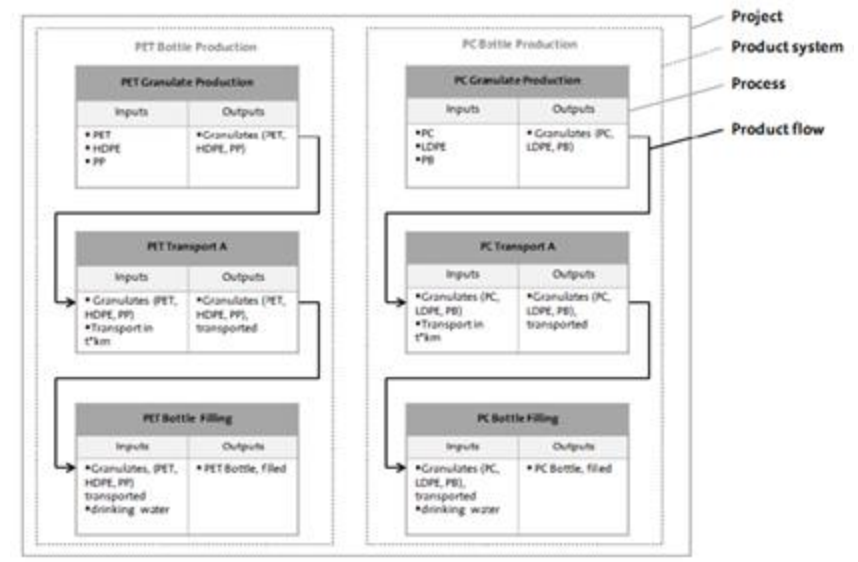 Project
Product system
Process
Product flow
PET Bottle Production
PET Granulate Production
Inputs
Outputs
▪ PET
▪ HDPE
▪ PP
▪Granulates (PET,
HDPE, PP)
PET Transport A
Inputs
Outputs
▪ Granulates (PET,
HDPE, PP)
▪Transport in
t*km
▪ Granulates (PET,
HDPE, PP),
transported
PET Bottle Filling
Inputs
Outputs
▪Granulates, (PET,
HDPE, PP)
transported
▪drinking water
▪ PET Bottle, filled
PC Bottle Production
PC Granulate Production
Inputs
Outputs
▪PC
▪LDPE
▪PB
▪ Granulates (PC,
LDPE, PB)
PC Transport A
Inputs
Outputs
▪Granulates (PC,
LDPE, PB)
▪Transport in
t*km
▪Granulates (PC,
LDPE, PB),
transported
PC Bottle Filling
Inputs
Outputs
▪Granulates (PC,
LDPE, PB),
transported
▪drinking water
▪ PC Bottle, filled